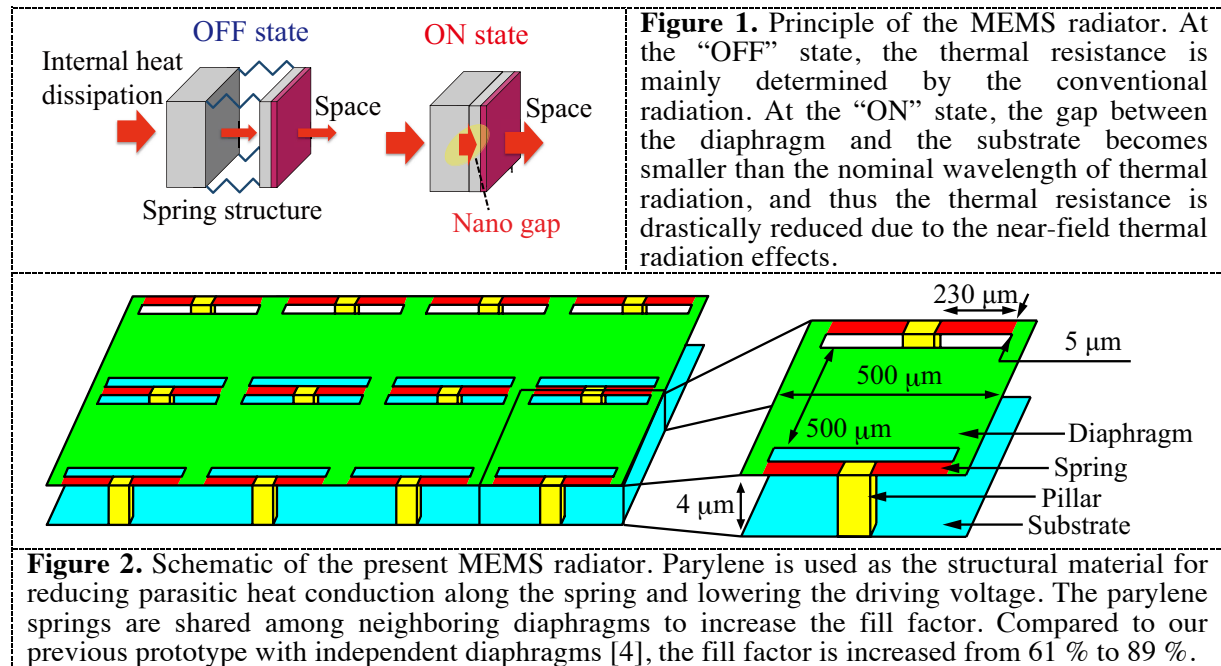 OFF state
ON state
Internal heat
dissipation
Space
Space
Spring structure
Nano gap
Figure 1. Principle of the MEMS radiator. At
the “OFF” state, the thermal resistance is
mainly determined by the conventional
radiation. At the “ON” state, the gap between
the diaphragm and the substrate becomes
smaller than the nominal wavelength of thermal
radiation, and thus the thermal resistance is
drastically reduced due to the near-field thermal
radiation effects.
230 μm
5 μm
500 μm
500 μm
Diaphragm
Spring
4 μm
Pillar
Substrate
Figure 2. Schematic of the present MEMS radiator. Parylene is used as the structural material for
reducing parasitic heat conduction along the spring and lowering the driving voltage. The parylene
springs are shared among neighboring diaphragms to increase the fill factor. Compared to our
previous prototype with independent diaphragms [4], the fill factor is increased from 61 % to 89 %.